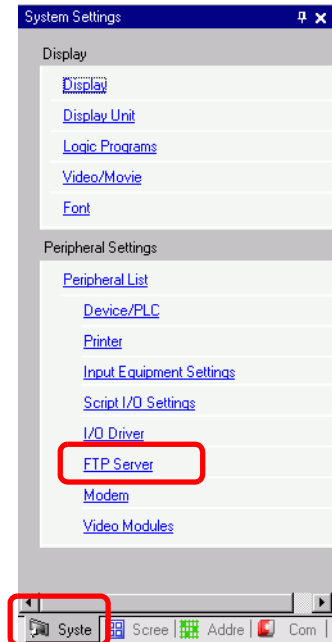 System Settings
Display
Display
Display Unit
Logic Programs
Video/Movie
Font
Peripheral Settings
Peripheral List
Device/PLC
Printer
Input Equipment Settings
Script I/O Settings
I/O Driver
FTP Server
Modem
Video Modules
Syste Scree Addre Com